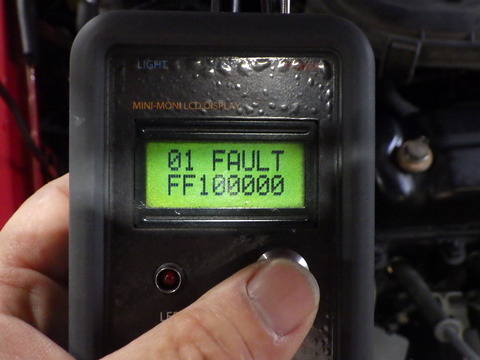 LIGHT
MINI-MONI LCD DISPLAY
01 FAULT
FF100000